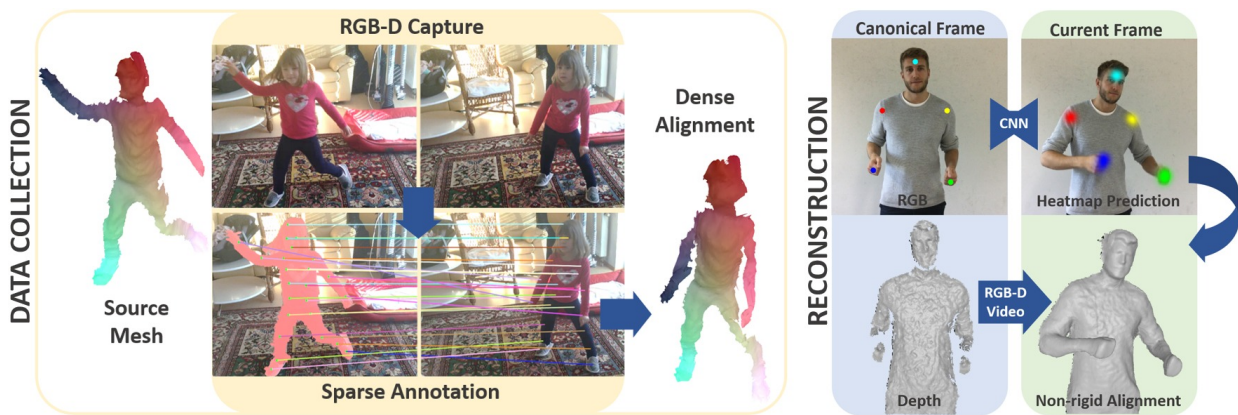 DATA COLLECTION
RGB-D Capture
Source
Mesh
Sparse Annotation
Dense
Alignment
RECONSTRUCTION
Canonical Frame
Current Frame
CNN
RGB
Heatmap Prediction
RGB-D
Video
Depth
Non-rigid Alignment